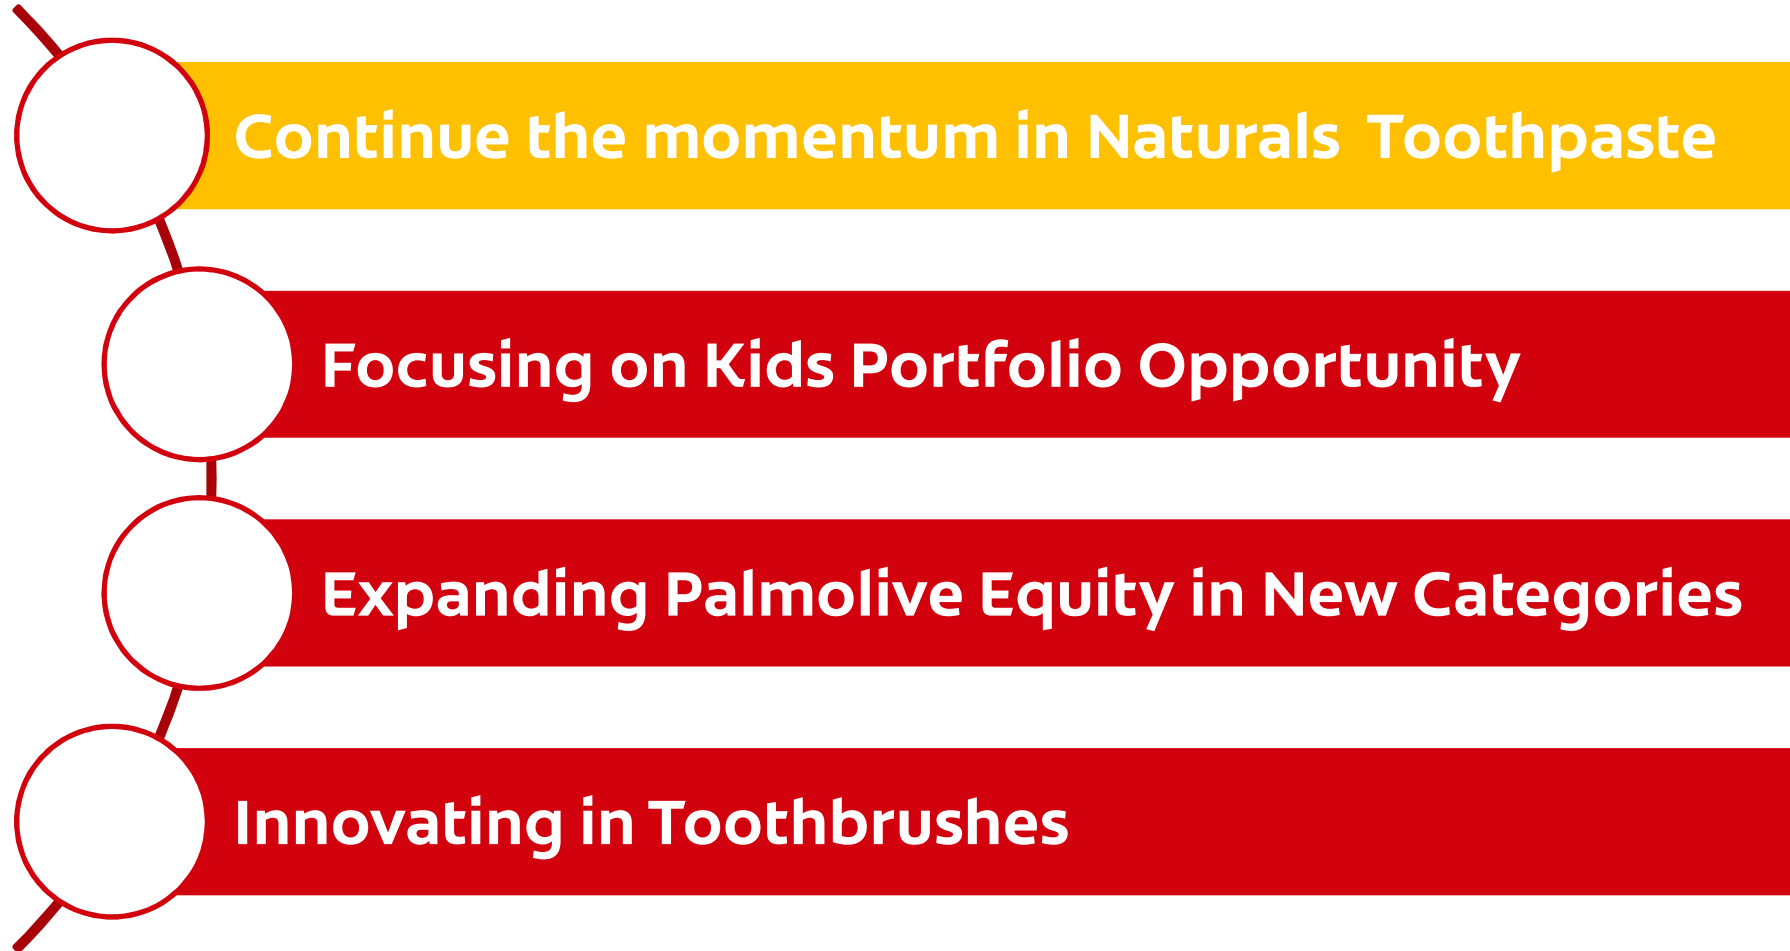 Continue the momentum in Naturals  Toothpaste
Focusing on Kids Portfolio Opportunity
Expanding Palmolive Equity in New Categories
Innovating in Toothbrushes